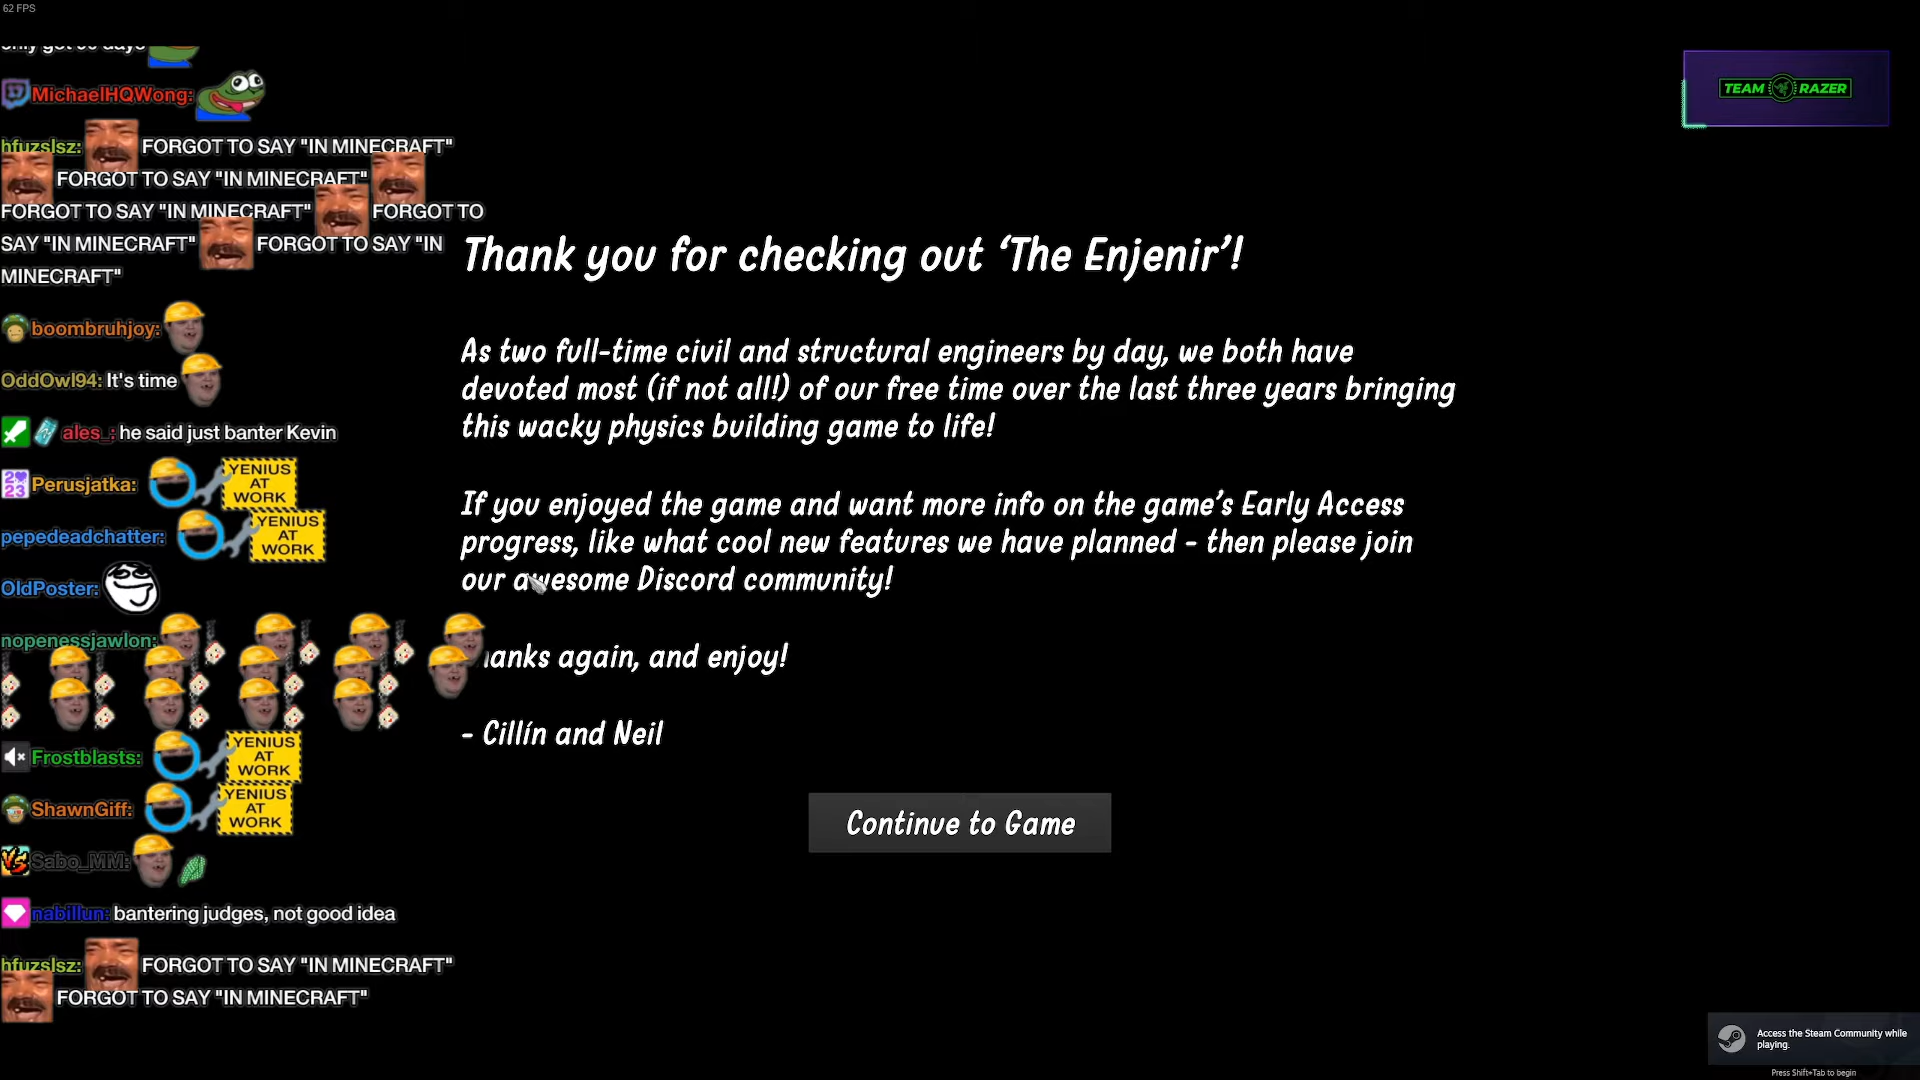 62 FPS
MichaelHQWong:
hfuzslsz: FORGOT TO SAY "IN MINECRAFT"
FORGOT TO SAY "IN MINECRAFT"
FORGOT TO SAY "IN MINECRAFT" FORGOT TO
SAY "IN MINECRAFT" FORGOT TO SAY "IN
MINECRAFT"
boombruhjoy:
OddOwl94: It's time
ales_: he said just banter Kevin
Perusjatka: YENIUS
AT
WORK
pepedeadchatter: YENIUS
AT
WORK
OldPoster:
nopenessjawlon:
Frostblasts: YENIUS
AT
WORK
ShawnGiff: YENIUS
AT
WORK
Sabo_MM:
nabillun: bantering judges, not good idea
hfuzslsz: FORGOT TO SAY "IN MINECRAFT"
FORGOT TO SAY "IN MINECRAFT"
Thank you for checking out ‘The Enjenir’!
As two full-time civil and structural engineers by day, we both have
devoted most (if not all!) of our free time over the last three years bringing
this wacky physics building game to life!
If you enjoyed the game and want more info on the game’s Early Access
progress, like what cool new features we have planned - then please join
our awesome Discord community!
anks again, and enjoy!
- Cillín and Neil
Continue to Game
TEAM RAZER
Access the Steam Community while
playing.
Press Shift+Tab to begin